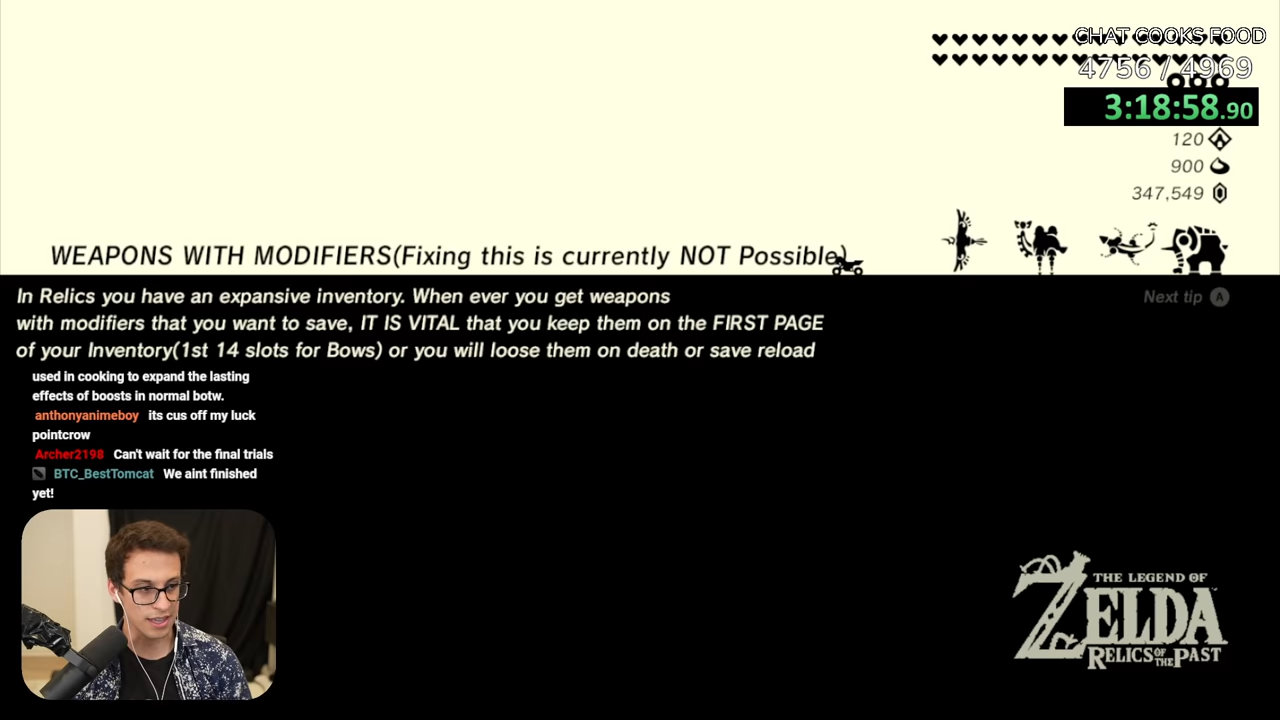 CHAT COOKS FOOD
4756 / 4969
3:18:58.90
120
900
347,549
WEAPONS WITH MODIFIERS(Fixing this is currently NOT Possible)
In Relics you have an expansive inventory. When ever you get weapons
with modifiers that you want to save, IT IS VITAL that you keep them on the FIRST PAGE
of your Inventory(1st 14 slots for Bows) or you will loose them on death or save reload
Next tip A
used in cooking to expand the lasting
effects of boosts in normal botw.
anthonyanimeboy its cus off my luck
pointcrow
Archer2198 Can't wait for the final trials
BTC_BestTomcat We aint finished
yet!
THE LEGEND OF
ZELDA
RELICS OF THE PAST